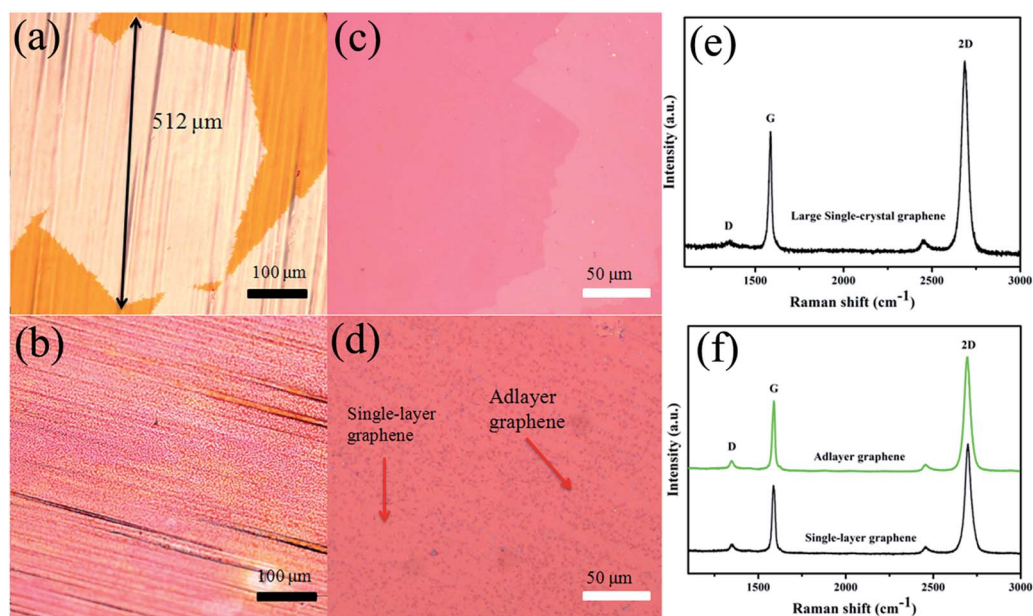 (a)
512 μm
100 μm
(b)
100 μm
(c)
50 μm
(d)
Single-layer
graphene
Adlayer
graphene
50 μm
(e)
2D
G
D
Large Single-crystal graphene
Intensity (a.u.)
1500 2000 2500 3000
Raman shift (cm-1)
(f)
2D
G
D
Adlayer graphene
Single-layer graphene
Intensity (a.u.)
1500 2000 2500 3000
Raman shift (cm-1)